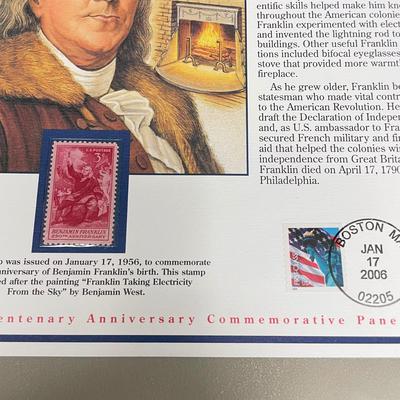 entific skills helped make him kn
throughout the American colonie
Franklin experimented with elect
and invented the lightning rod to
buildings. Other useful Franklin
tions included bifocal eyeglasses
stove that provided more warmth
fireplace.
As he grew older, Franklin be
statesman who made vital contr
to the American Revolution. He
draft the Declaration of Indepen
and, as U.S. ambassador to Fran
secured French military and fin
aid that helped the colonies win
independence from Great Brita
Franklin died on April 17, 1790
Philadelphia.
U.S. POSTAGE
3¢
BENJAMIN FRANKLIN
250TH ANNIVERSARY
p was issued on January 17, 1956, to commemorate
nniversary of Benjamin Franklin's birth. This stamp
ed after the painting "Franklin Taking Electricity
From the Sky" by Benjamin West.
BOSTON MA
JAN
17
2006
02205
centenary Anniversary Commemorative Pane